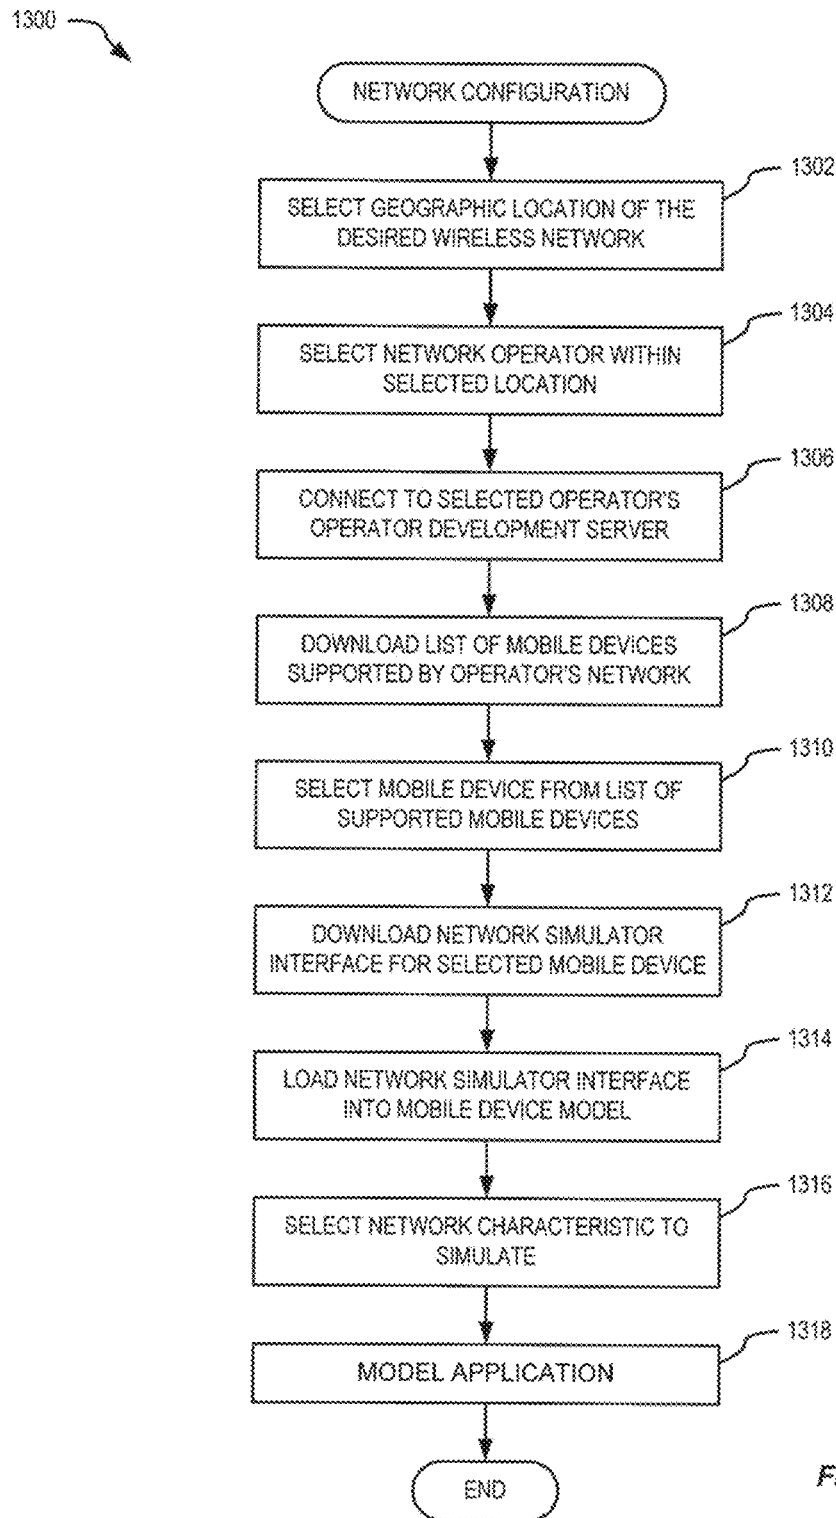 1300
NETWORK CONFIGURATION
1302
SELECT GEOGRAPHIC LOCATION OF THE
DESIRED WIRELESS NETWORK
1304
SELECT NETWORK OPERATOR WITHIN
SELECTED LOCATION
1306
CONNECT TO SELECTED OPERATOR'S
OPERATOR DEVELOPMENT SERVER
1308
DOWNLOAD LIST OF MOBILE DEVICES
SUPPORTED BY OPERATOR'S NETWORK
1310
SELECT MOBILE DEVICE FROM LIST OF
SUPPORTED MOBILE DEVICES
1312
DOWNLOAD NETWORK SIMULATOR
INTERFACE FOR SELECTED MOBILE DEVICE
1314
LOAD NETWORK SIMULATOR INTERFACE
INTO MOBILE DEVICE MODEL
1316
SELECT NETWORK CHARACTERISTIC TO
SIMULATE
1318
MODEL APPLICATION
END